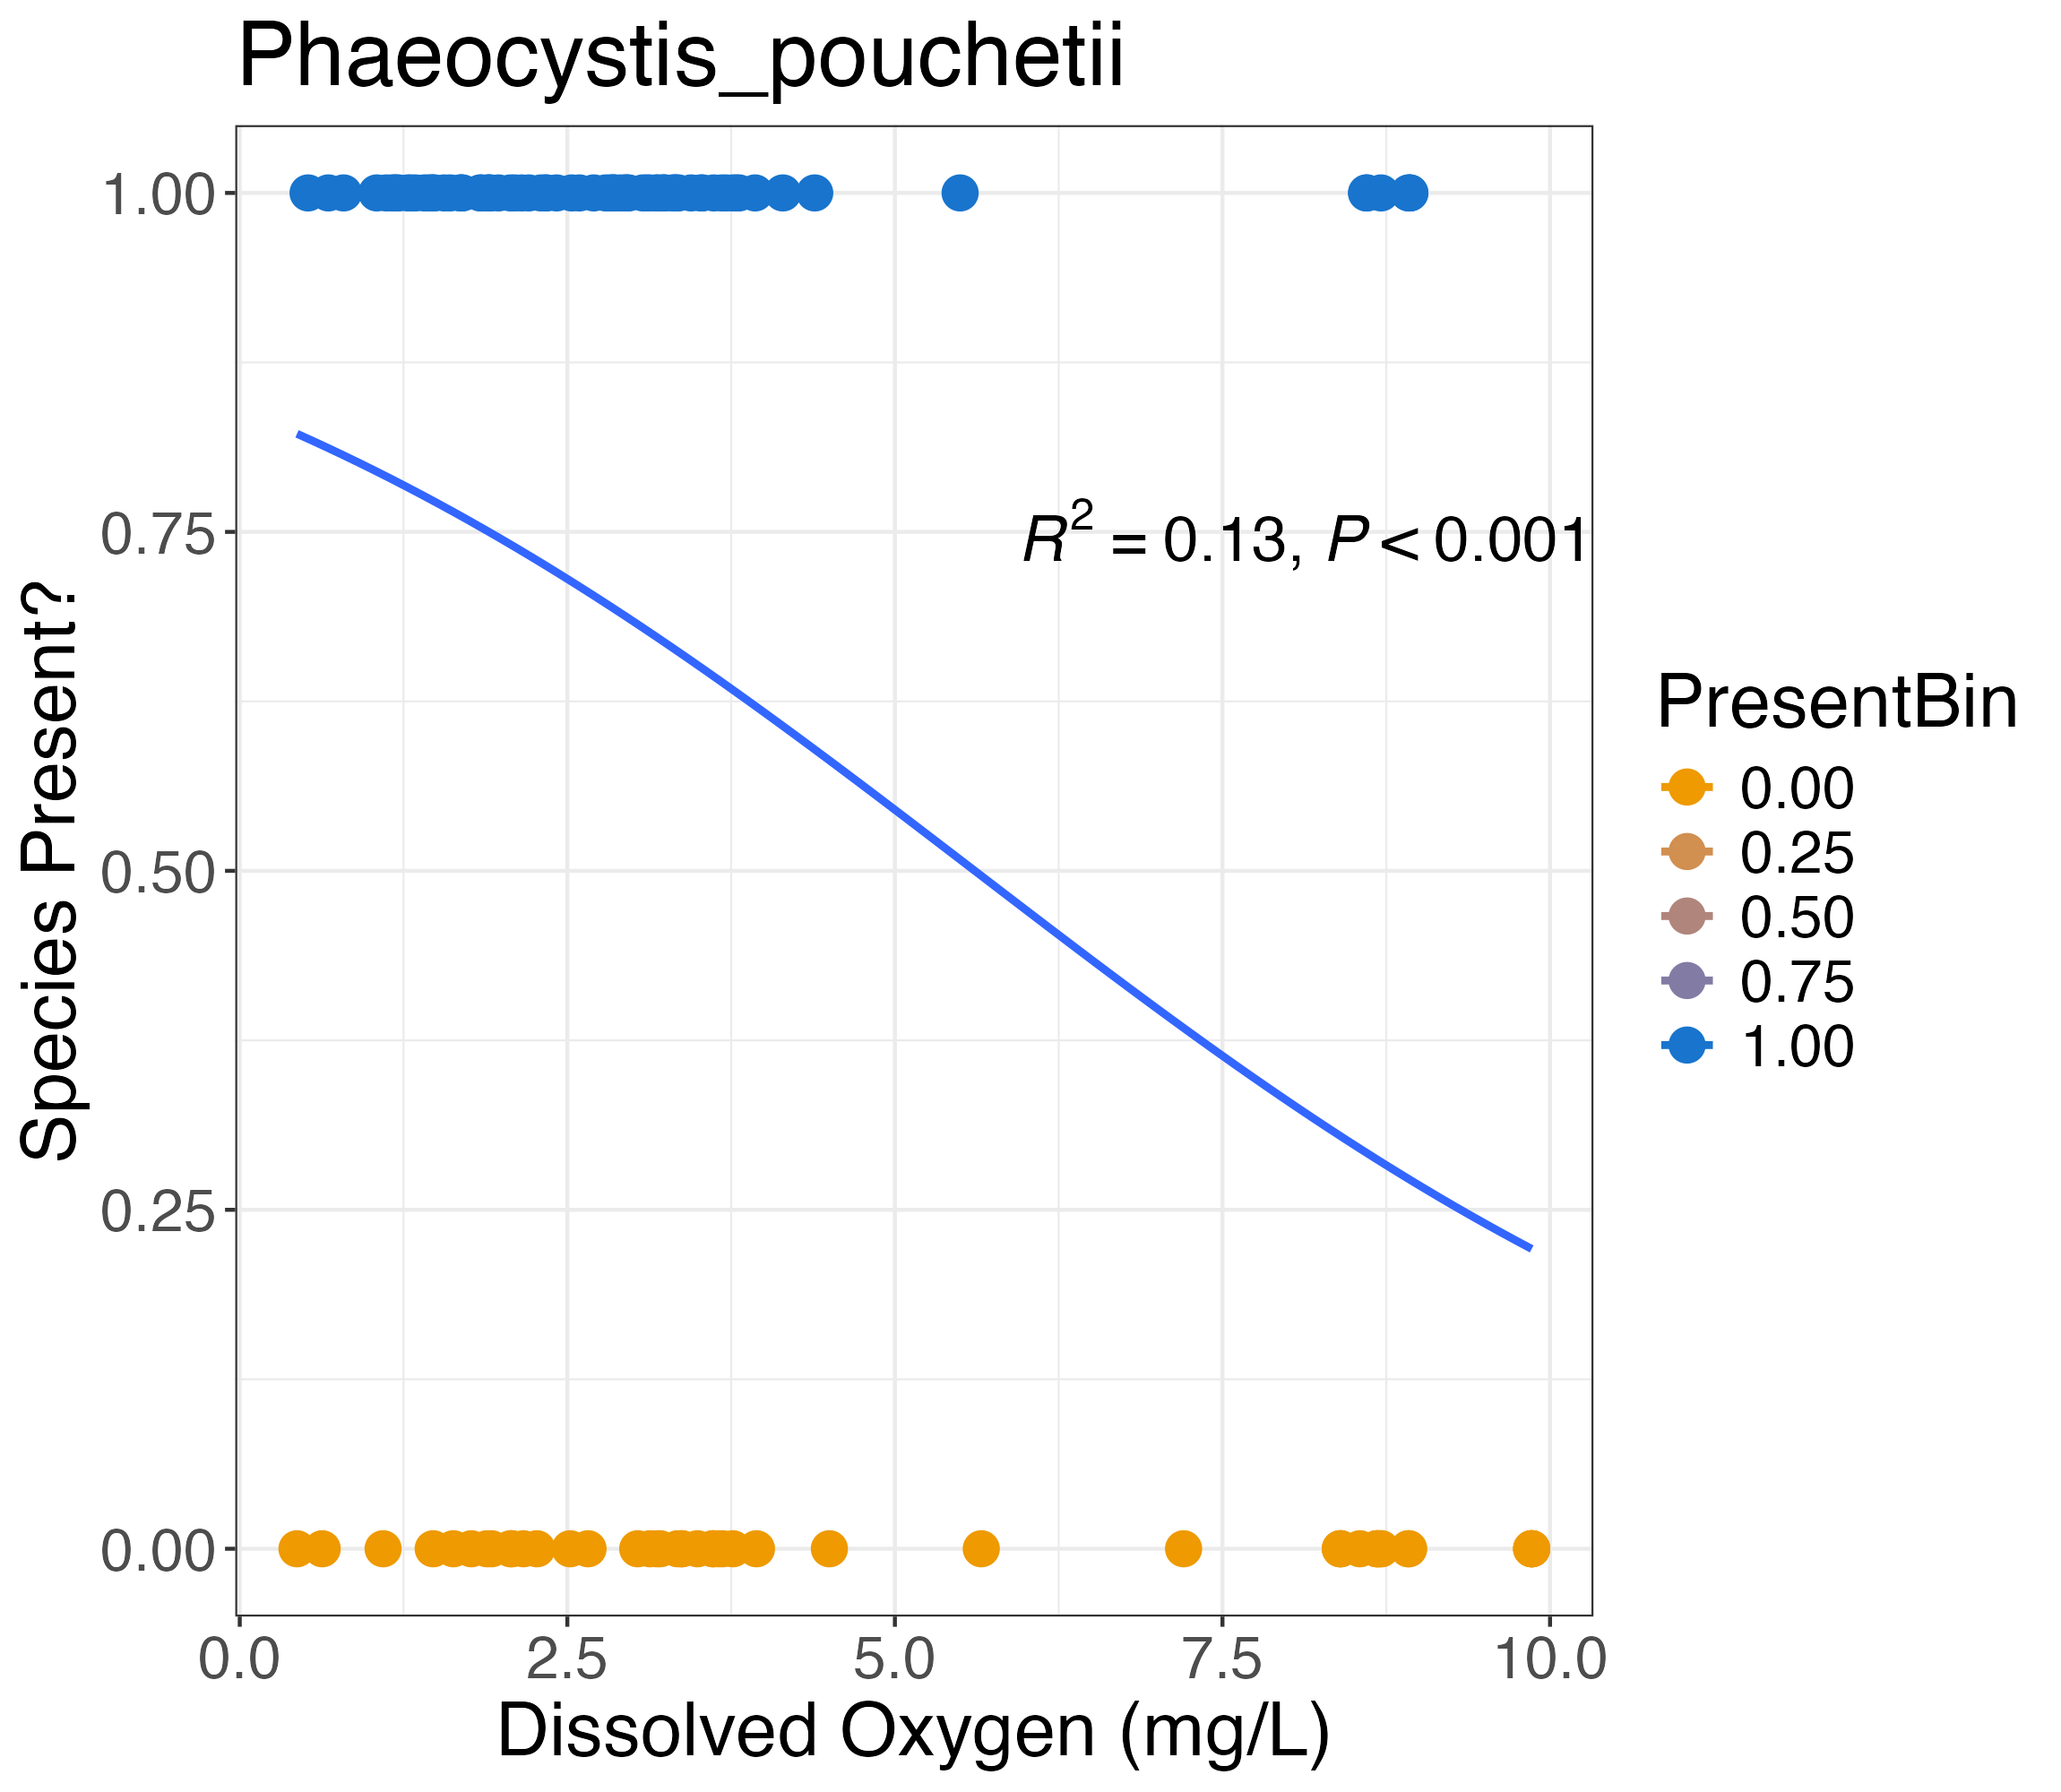 Phaeocystis_pouchetii
1.00
0.75
0.50
0.25
0.00
Species Present?
R² = 0.13, P < 0.001
0.0 2.5 5.0 7.5 10.0
Dissolved Oxygen (mg/L)
PresentBin
0.00
0.25
0.50
0.75
1.00